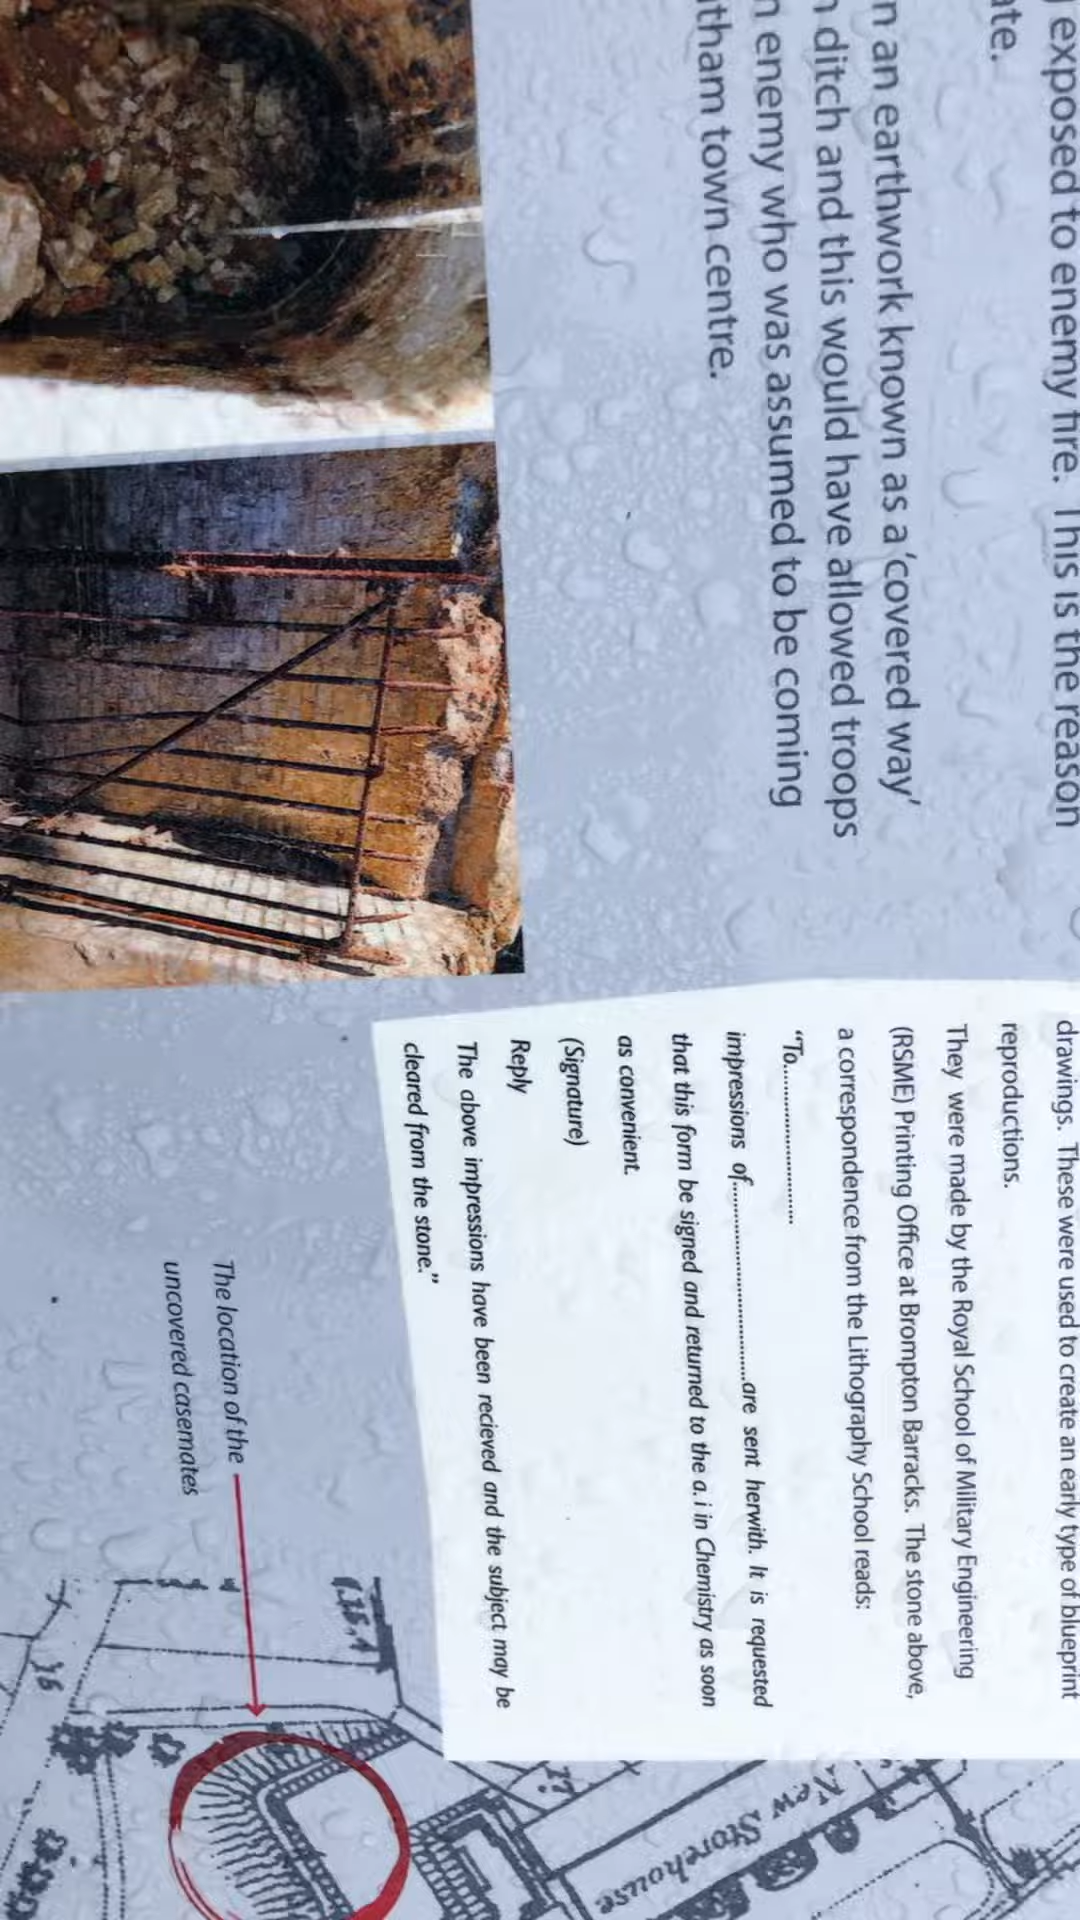 exposed to enemy fire. This is the reason
ate.
n an earthwork known as a 'covered way'
ditch and this would have allowed troops
enemy who was assumed to be coming
tham town centre.
drawings. These were used to create an early type of blueprint
reproductions.
They were made by the Royal School of Military Engineering
(RSME) Printing Office at Brompton Barracks. The stone above,
a correspondence from the Lithography School reads:
"To........................
impressions of.............................are sent herwith. It is requested
that this form be signed and returned to the a. i in Chemistry as soon
as convenient.
(Signature)
Reply
The above impressions have been recieved and the subject may be
cleared from the stone."
The location of the
uncovered casemates
New Storehouse